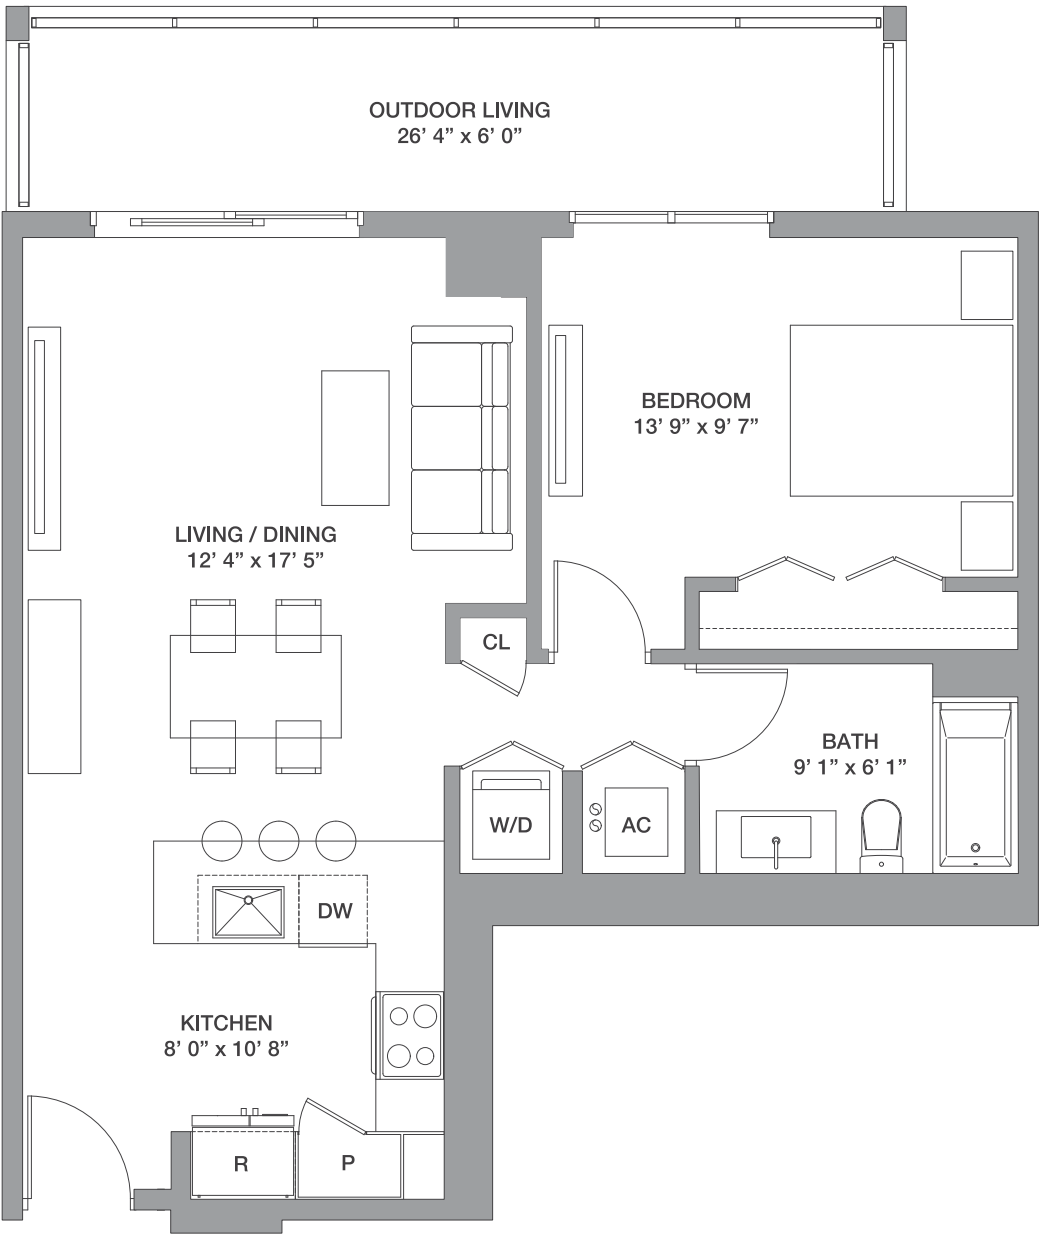 OUTDOOR LIVING
26’ 4” x 6’ 0”
BEDROOM
13’ 9” x 9’ 7”
LIVING / DINING
12’ 4” x 17’ 5”
CL
BATH
9’ 1” x 6’ 1”
W/D
AC
DW
KITCHEN
8’ 0” x 10’ 8”
R
P